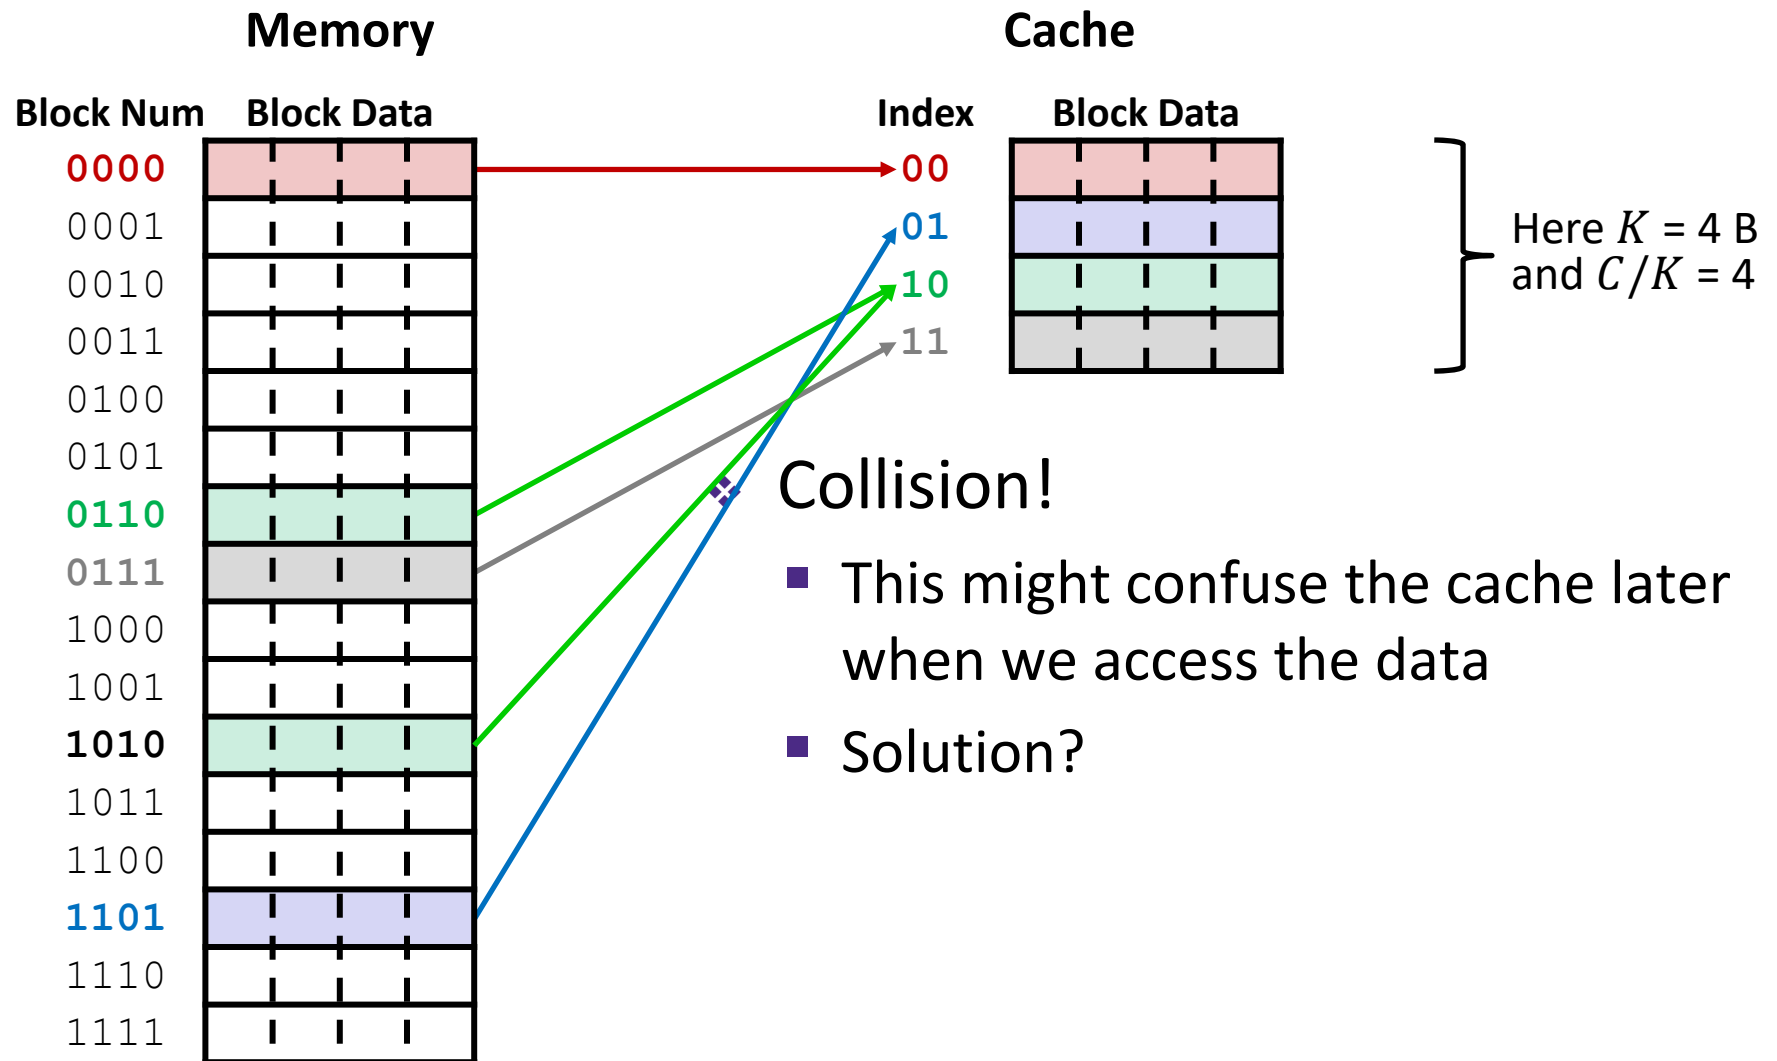 Memory Cache
Block Num Block Data Index Block Data
0000 00
0001 01
0010 10
0011 11
Here K = 4 B
and C/K = 4
0100
0101
0110
0111
1000
1001
1010
1011
1100
1101
1110
1111
Collision!
This might confuse the cache later
when we access the data
Solution?